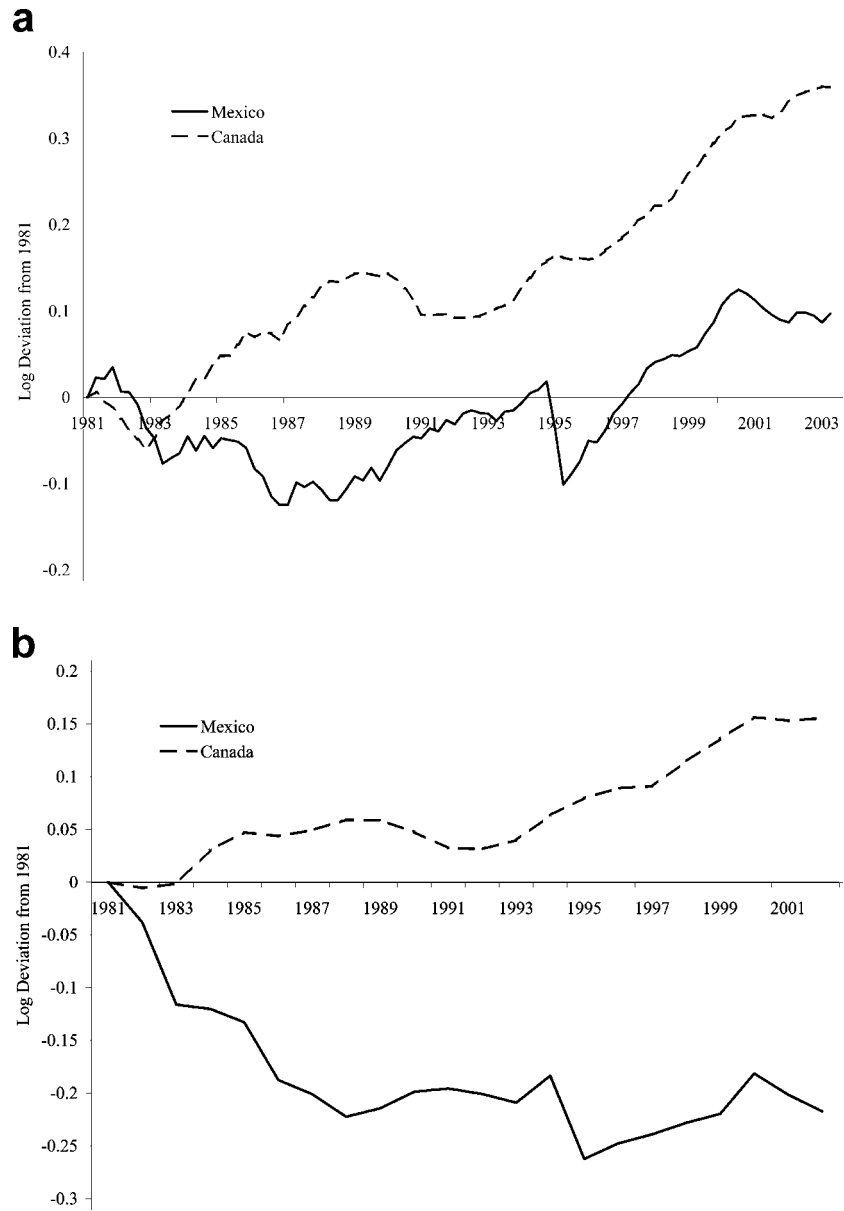 a
0.4
Mexico
Canada
0.3
0.2
Log Deviation from 1981
0.1
0
1981 1983 1985 1987 1989 1991 1993 1995 1997 1999 2001 2003
-0.1
-0.2
b
0.2
Mexico
0.15
Canada
0.1
0.05
Log Deviation from 1981
0
1981 1983 1985 1987 1989 1991 1993 1995 1997 1999 2001
-0.05
-0.1
-0.15
-0.2
-0.25
-0.3